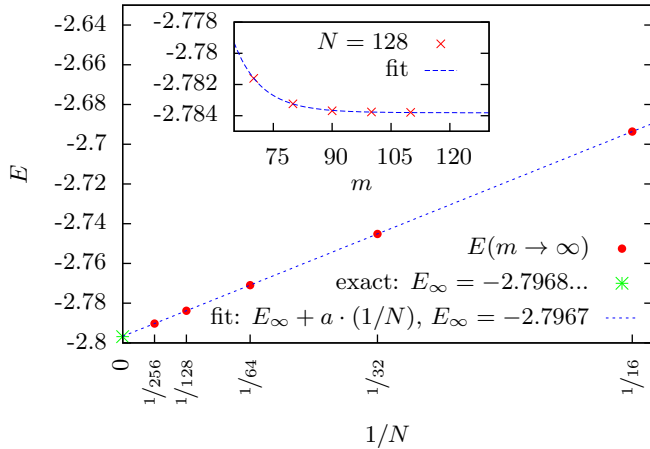 -2.64
-2.66
-2.68
-2.7
-2.72
-2.74
-2.76
-2.78
-2.8
E
-2.778
-2.78
-2.782
-2.784
N = 128
fit
75
90
105
120
m
E(m → ∞)
exact: E∞ = −2.7968...
fit: E∞ + a · (1/N), E∞ = −2.7967
0
1/256
1/128
1/64
1/32
1/16
1/N